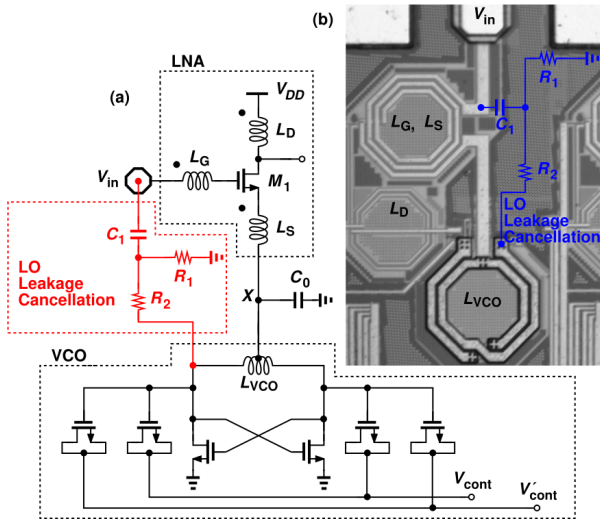 (a)
LNA
V_DD
L_D
L_G
V_in
M_1
L_S
C_1
R_1
LO
Leakage
Cancellation
R_2
X
C_0
VCO
L_VCO
V_cont
V′_cont
(b)
V_in
R_1
C_1
L_G, L_S
R_2
L_D
LO
Leakage
Cancellation
L_VCO